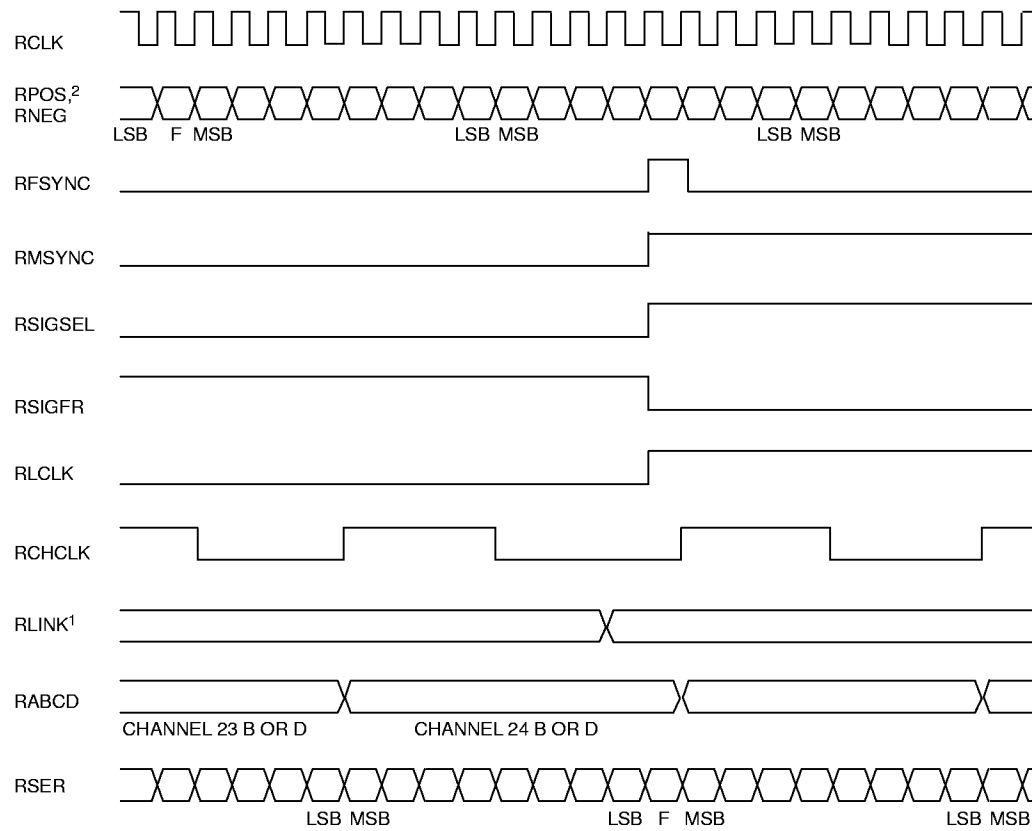 RCLK
RPOS,2
RNEG
LSB F MSB LSB MSB LSB MSB
RFSYNC
RMSYNC
RSIGSEL
RSIGFR
RLCLK
RCHCLK
RLINK1
RABCD
CHANNEL 23 B OR D CHANNEL 24 B OR D
RSER
LSB MSB LSB F MSB LSB MSB